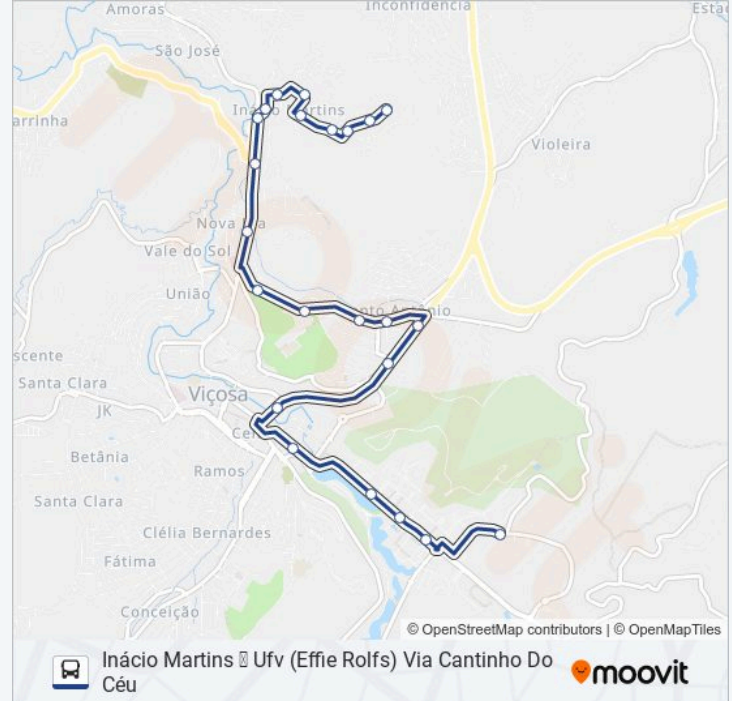 Amoras
Inconfidência
Esta
São José
arrinha
Inácio Martins
Violeira
Nova Era
Vale do Sol
União
nto Antônio
scente
Santa Clara
Viçosa
JK
Cen
Betânia
Ramos
Santa Clara
Clélia Bernardes
Fátima
Conceição
© OpenStreetMap contributors | © OpenMapTiles
Inácio Martins ▯ Ufv (Effie Rolfs) Via Cantinho Do
Céu
moovit